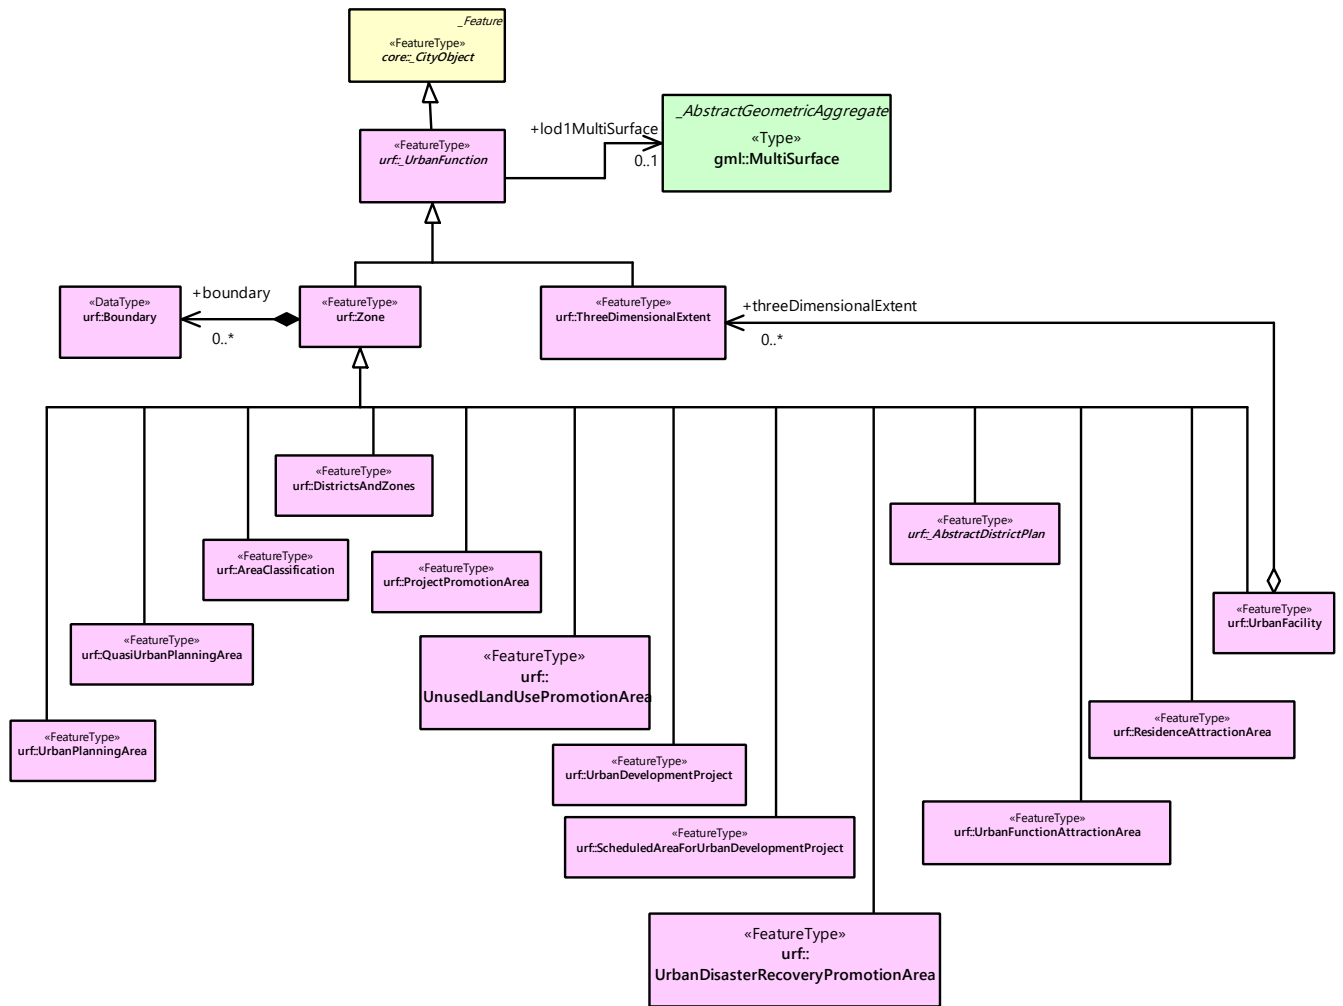 _Feature
«FeatureType»
core::_CityObject
+lod1MultiSurface
0..1
_AbstractGeometricAggregate
«Type»
gml::MultiSurface
«FeatureType»
urf::_UrbanFunction
«DataType»
urf::Boundary
+boundary
0..*
«FeatureType»
urf::Zone
«FeatureType»
urf::ThreeDimensionalExtent
+threeDimensionalExtent
0..*
«FeatureType»
urf::DistrictsAndZones
«FeatureType»
urf::_AbstractDistrictPlan
«FeatureType»
urf::AreaClassification
«FeatureType»
urf::ProjectPromotionArea
«FeatureType»
urf::UrbanFacility
«FeatureType»
urf::QuasiUrbanPlanningArea
«FeatureType»
urf::
UnusedLandUsePromotionArea
«FeatureType»
urf::ResidenceAttractionArea
«FeatureType»
urf::UrbanPlanningArea
«FeatureType»
urf::UrbanDevelopmentProject
«FeatureType»
urf::UrbanFunctionAttractionArea
«FeatureType»
urf::ScheduledAreaForUrbanDevelopmentProject
«FeatureType»
urf::
UrbanDisasterRecoveryPromotionArea